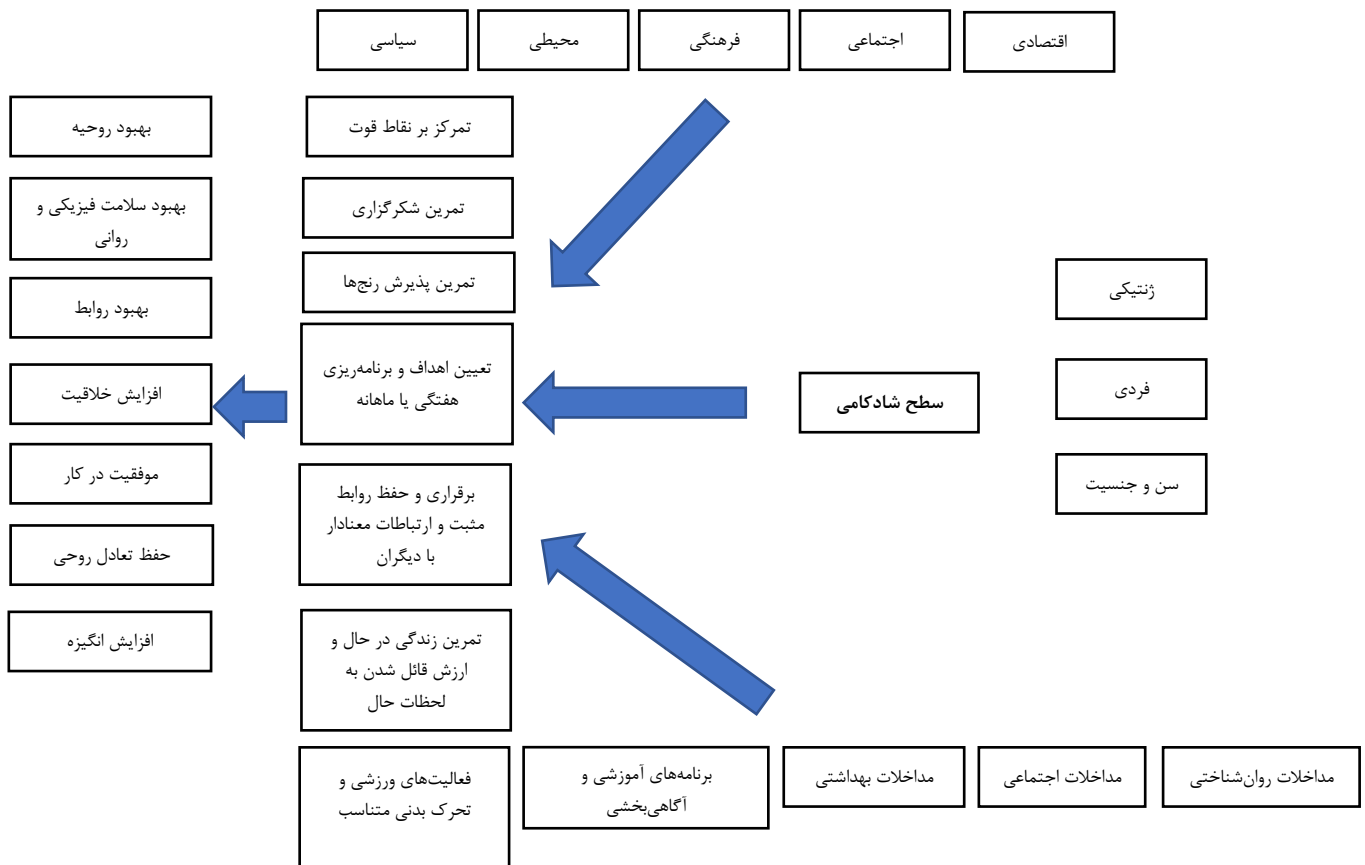 اقتصادی
اجتماعی
فرهنگی
محیطی
سیاسی
ژنتیکی
فردی
سن و جنسیت
سطح شادکامی
تمرکز بر نقاط قوت
تمرین شکرگزاری
تمرین پذیرش رنج‌ها
تعیین اهداف و برنامه‌ریزی
هفتگی یا ماهانه
برقراری و حفظ روابط
مثبت و ارتباطات معنادار
با دیگران
تمرین زندگی در حال و
ارزش قائل شدن به
لحظات حال
فعالیت‌های ورزشی و
تحرک بدنی متناسب
بهبود روحیه
بهبود سلامت فیزیکی و
روانی
بهبود روابط
افزایش خلاقیت
موفقیت در کار
حفظ تعادل روحی
افزایش انگیزه
مداخلات روان‌شناختی
مداخلات اجتماعی
مداخلات بهداشتی
برنامه‌های آموزشی و
آگاهی‌بخشی